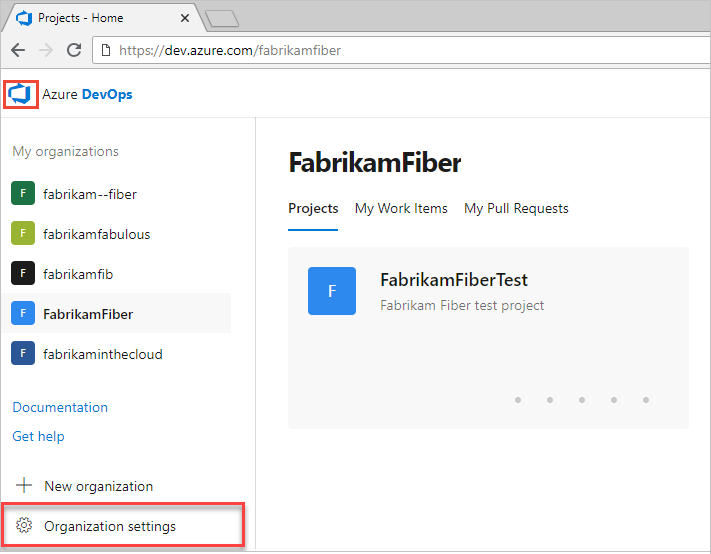 Projects - Home
https://dev.azure.com/fabrikamfiber
Azure DevOps
My organizations
F fabrikam--fiber
F fabrikamfabulous
F fabrikamfib
F FabrikamFiber
F fabrikaminthecloud
Documentation
Get help
New organization
Organization settings
FabrikamFiber
Projects My Work Items My Pull Requests
F
FabrikamFiberTest
Fabrikam Fiber test project